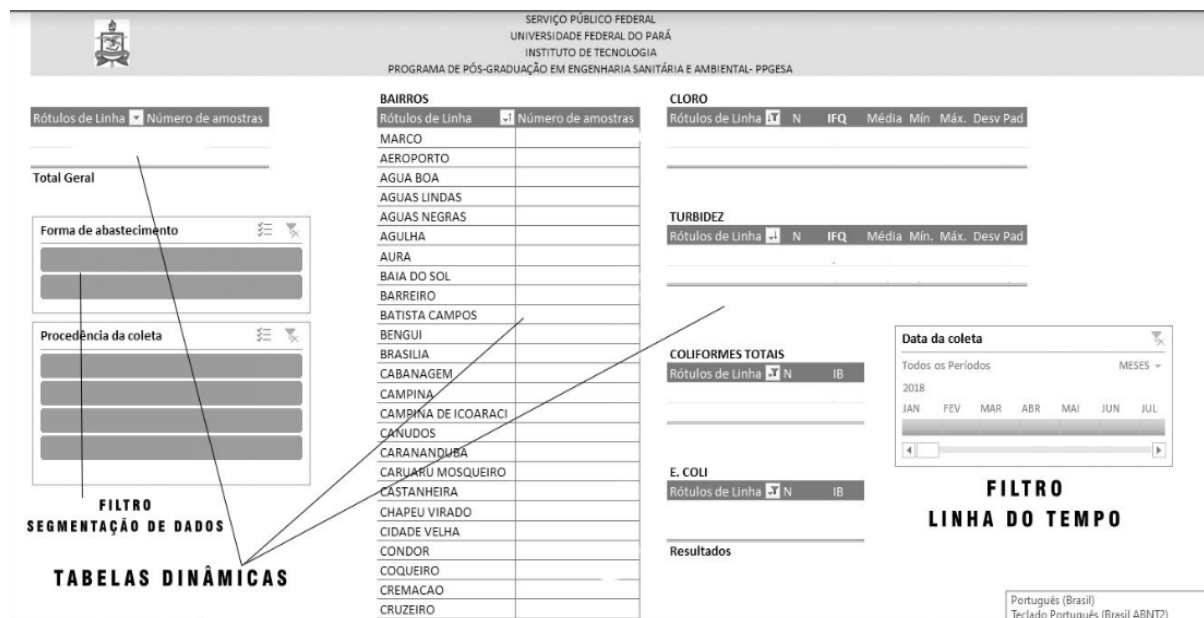 SERVIÇO PÚBLICO FEDERAL
UNIVERSIDADE FEDERAL DO PARÁ
INSTITUTO DE TECNOLOGIA
PROGRAMA DE PÓS-GRADUAÇÃO EM ENGENHARIA SANITÁRIA E AMBIENTAL- PPGESA
Rótulos de Linha Número de amostras
Total Geral
Forma de abastecimento
Procedência da coleta
FILTRO
SEGMENTAÇÃO DE DADOS
TABELAS DINÂMICAS
BAIRROS
Rótulos de Linha Número de amostras
MARCO
AEROPORTO
AGUA BOA
AGUAS LINDAS
AGUAS NEGRAS
AGULHA
AURA
BAIA DO SOL
BARREIRO
BATISTA CAMPOS
BENGUI
BRASILIA
CABANAGEM
CAMPINA
CAMPINA DE ICOARACI
CANUDOS
CARANANDUBA
CARUARU MOSQUEIRO
CASTANHEIRA
CHAPEU VIRADO
CIDADE VELHA
CONDOR
COQUEIRO
CREMACAO
CRUZEIRO
CLORO
Rótulos de Linha N IFQ Média Mín Máx. Desv Pad
TURBIDEZ
Rótulos de Linha N IFQ Média Mín. Máx. Desv Pad
COLIFORMES TOTAIS
Rótulos de Linha N IB
E. COLI
Rótulos de Linha N IB
Resultados
Data da coleta
Todos os Períodos MESES
2018
JAN FEV MAR ABR MAI JUN JUL
FILTRO
LINHA DO TEMPO
Português (Brasil)
Teclado Português (Brasil ABNT2)